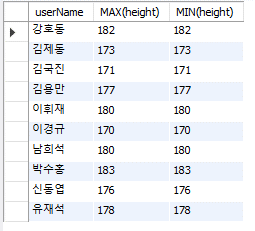 userName MAX(height) MIN(height)
강호동 182 182
김제동 173 173
김국진 171 171
김용만 177 177
이휘재 180 180
이경규 170 170
남희석 180 180
박수홍 183 183
신동엽 176 176
유재석 178 178